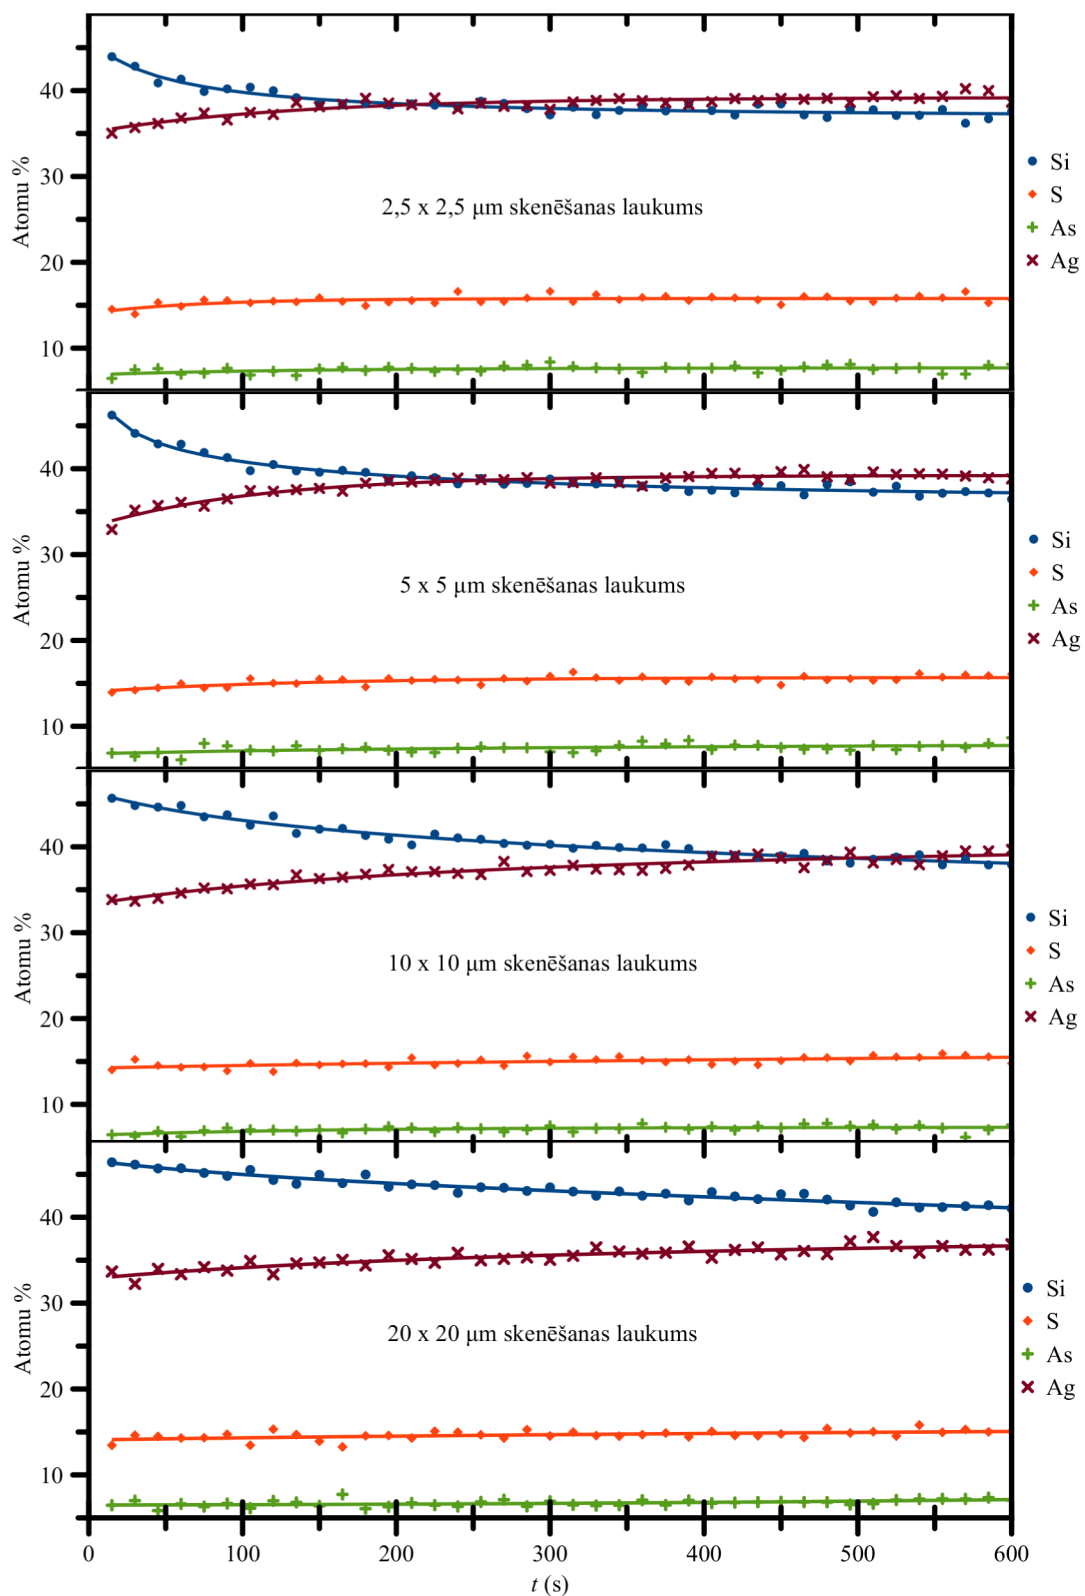 40
30
20
10
Atomu %
2,5 x 2,5 μm skenēšanas laukums
Si
S
As
Ag
40
30
20
10
Atomu %
5 x 5 μm skenēšanas laukums
Si
S
As
Ag
40
30
20
10
Atomu %
10 x 10 μm skenēšanas laukums
Si
S
As
Ag
40
30
20
10
Atomu %
20 x 20 μm skenēšanas laukums
Si
S
As
Ag
0 100 200 300 400 500 600
t (s)